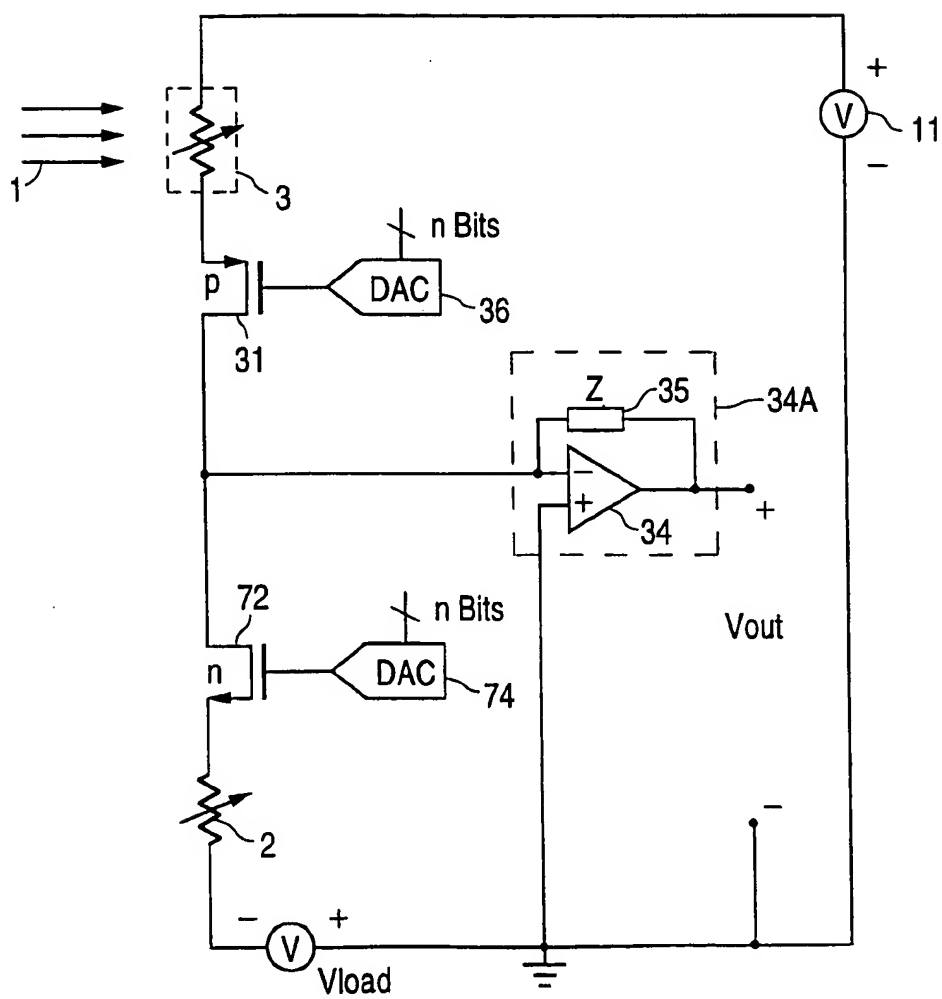 +
V
11
−
1
3
n Bits
p
DAC
36
31
Z
35
34A
−
+
34
+
72
n Bits
Vout
n
DAC
74
−
2
−
+
V
Vload